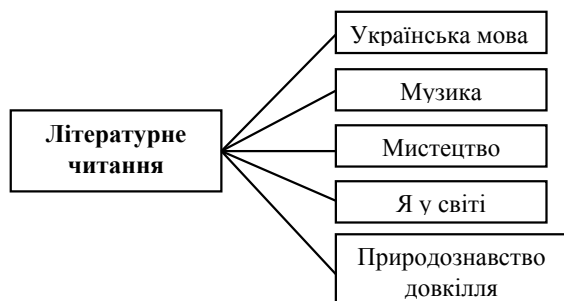 Українська мова
Музика
Літературне
читання
Мистецтво
Я у світі
Природознавство
довкілля